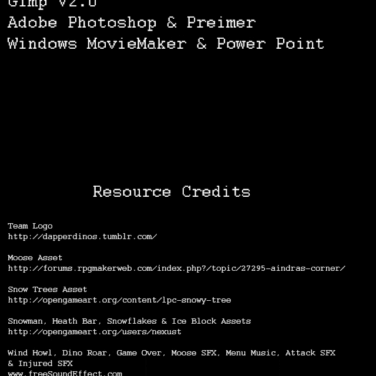 Gimp v2.0
Adobe Photoshop & Preimer
Windows MovieMaker & Power Point
Resource Credits
Team Logo
http://dapperdinos.tumblr.com/
Moose Asset
http://forums.rpgmakerweb.com/index.php?/topic/27295-aindras-corner/
Snow Trees Asset
http://opengameart.org/content/lpc-snowy-tree
Snowman, Heath Bar, Snowflakes & Ice Block Assets
http://opengameart.org/users/nexust
Wind Howl, Dino Roar, Game Over, Moose SFX, Menu Music, Attack SFX
& Injured SFX
www.freeSoundEffect.com